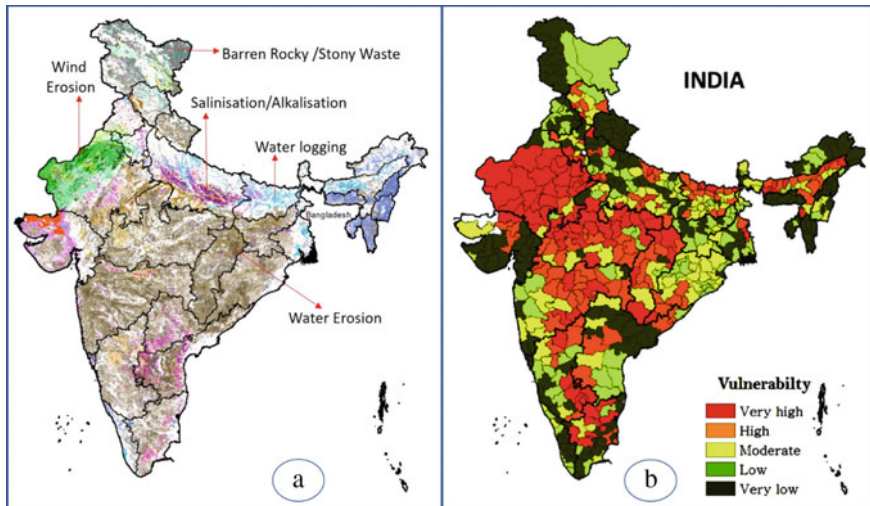 Barren Rocky /Stony Waste
Wind
Erosion
Salinisation/Alkalisation
Water logging
Bangladesh
Water Erosion
a
INDIA
Vulnerabilty
Very high
High
Moderate
Low
Very low
b